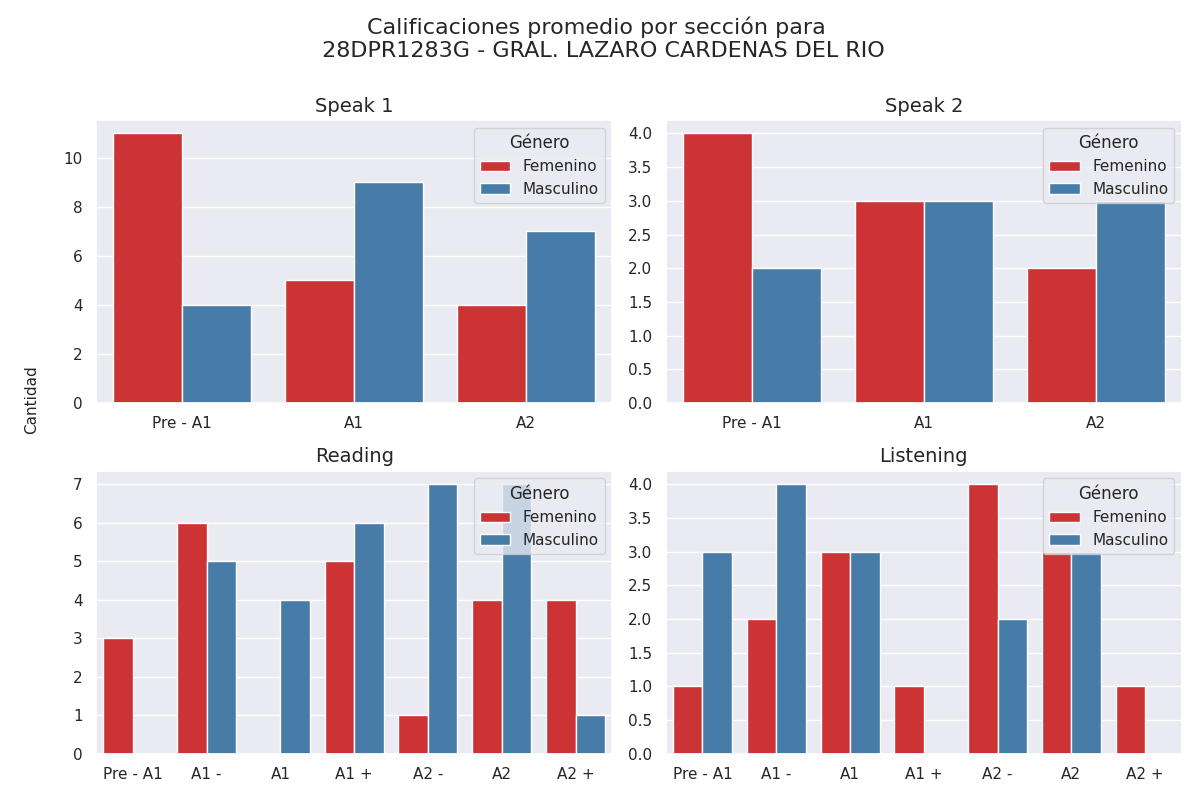 Calificaciones promedio por sección para
28DPR1283G - GRAL. LAZARO CARDENAS DEL RIO
Cantidad
Speak 1
10
8
6
4
2
0
Género
Femenino
Masculino
Pre - A1 A1 A2
Speak 2
4.0
3.5
3.0
2.5
2.0
1.5
1.0
0.5
0.0
Género
Femenino
Masculino
Pre - A1 A1 A2
Reading
7
6
5
4
3
2
1
0
Género
Femenino
Masculino
Pre - A1 A1 - A1 A1 + A2 - A2 A2 +
Listening
4.0
3.5
3.0
2.5
2.0
1.5
1.0
0.5
0.0
Género
Femenino
Masculino
Pre - A1 A1 - A1 A1 + A2 - A2 A2 +